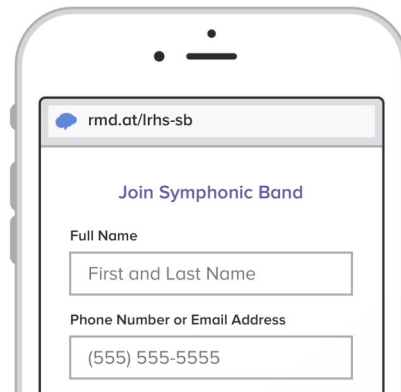 rmd.at/lrhs-sb
Join Symphonic Band
Full Name
First and Last Name
Phone Number or Email Address
(555) 555-5555